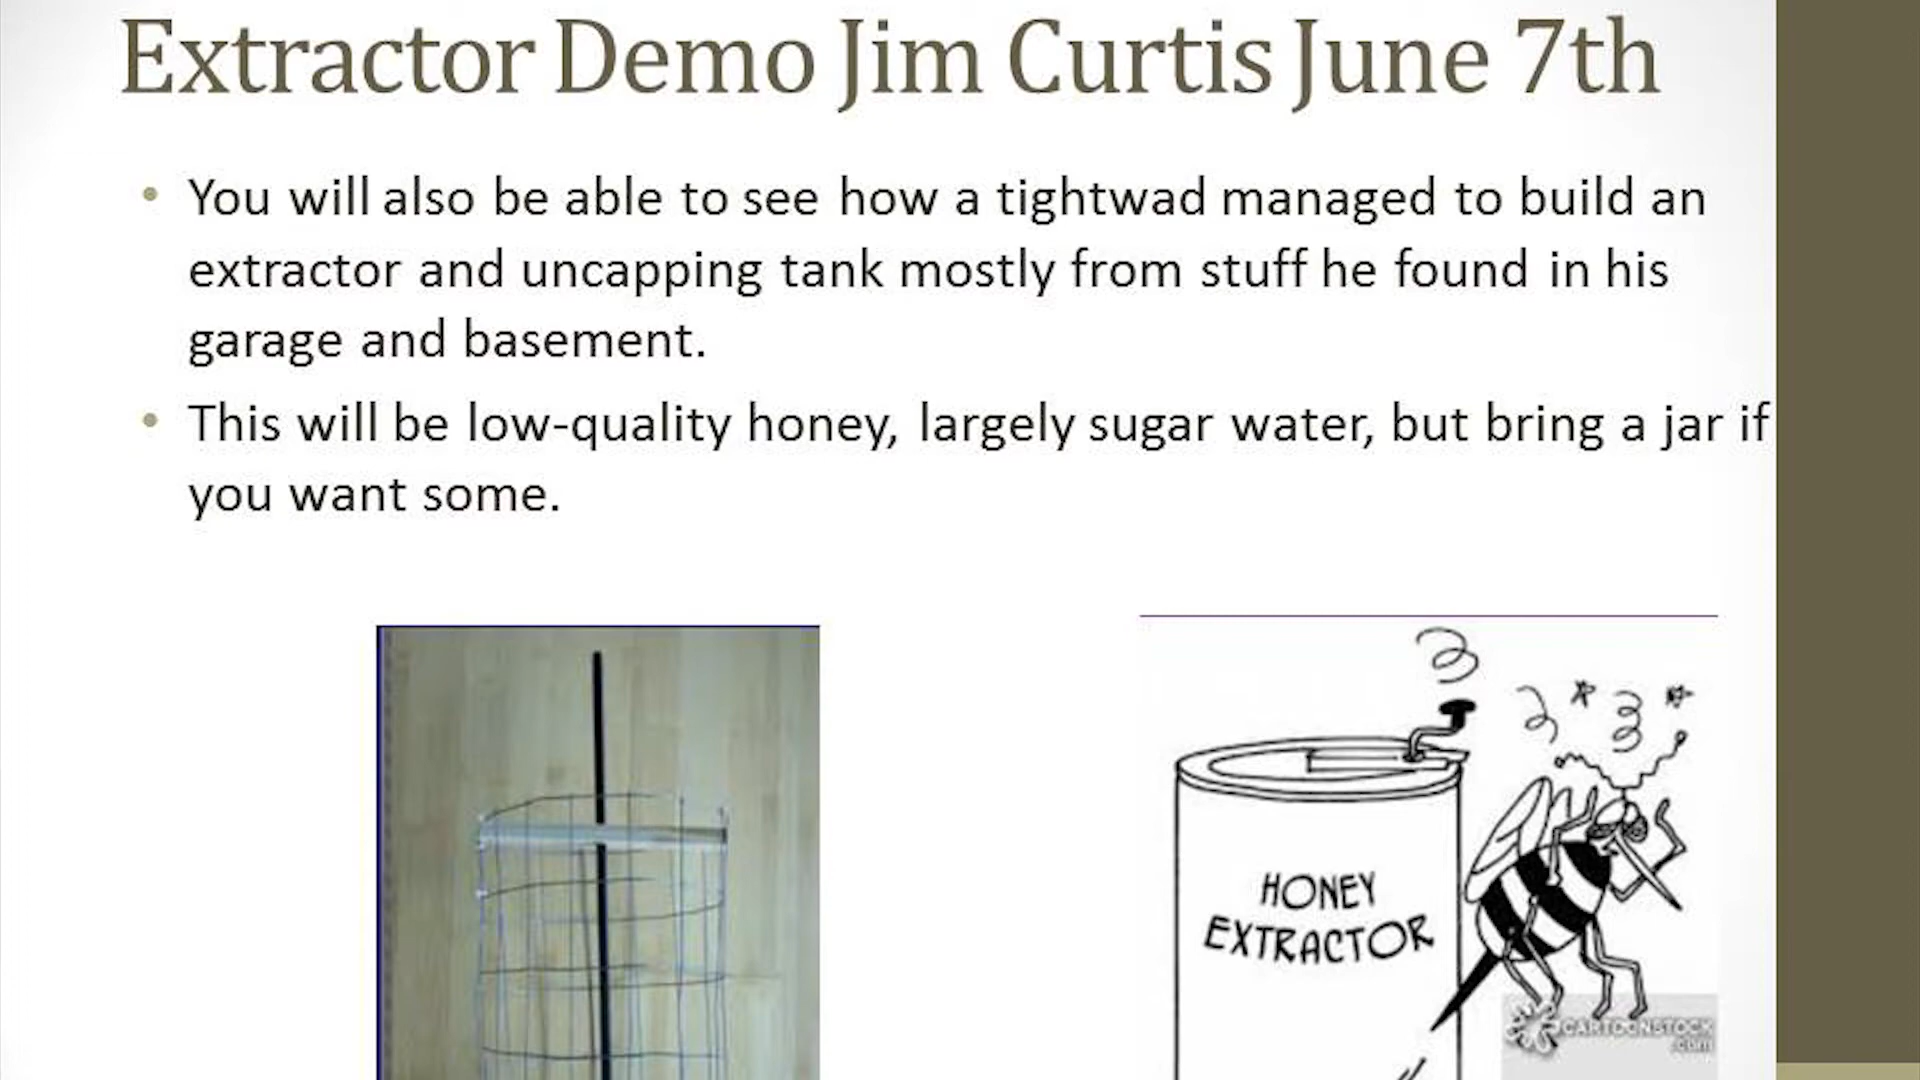 Extractor Demo Jim Curtis June 7th
• You will also be able to see how a tightwad managed to build an
extractor and uncapping tank mostly from stuff he found in his
garage and basement.
• This will be low-quality honey, largely sugar water, but bring a jar if
you want some.
HONEY
EXTRACTOR
CARTOONSTOCK
.com